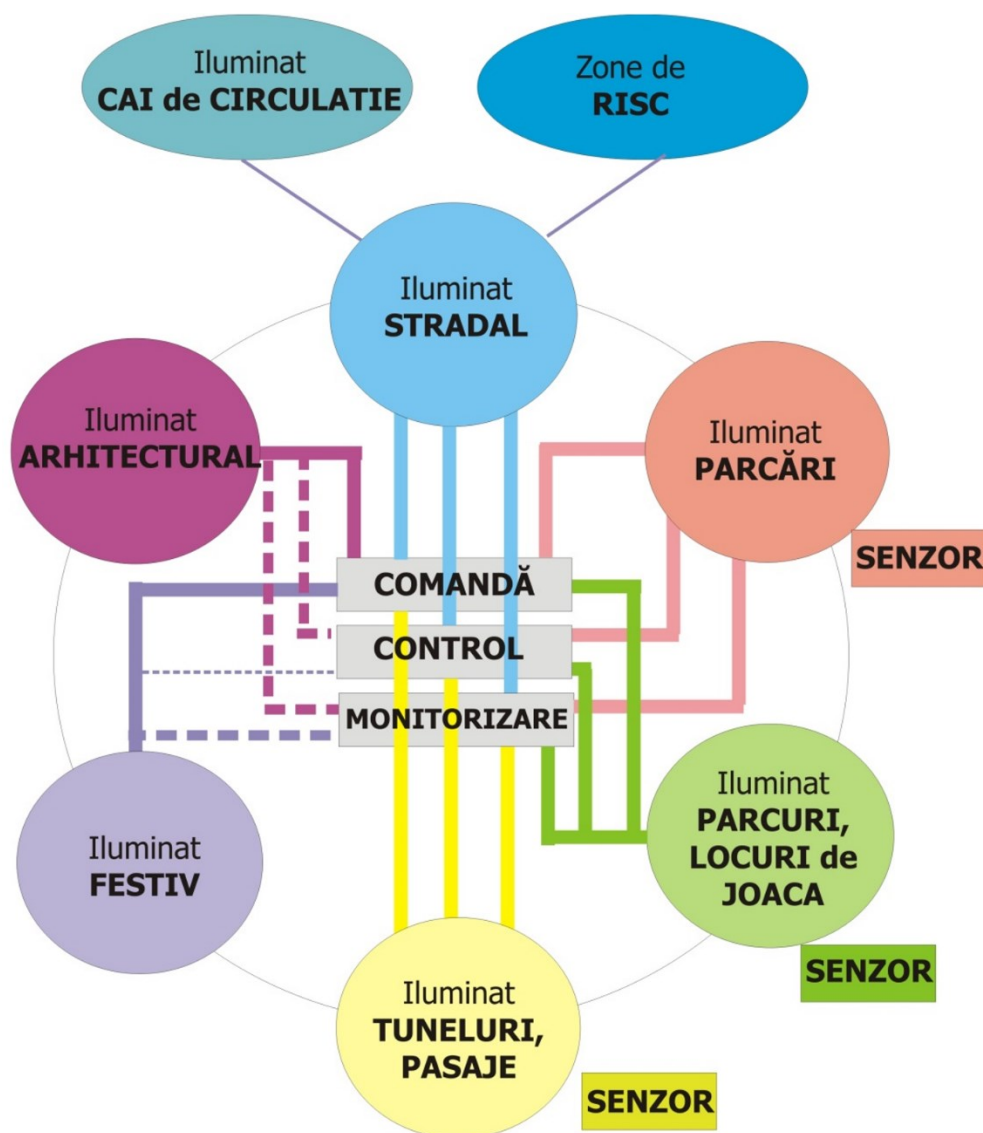 Iluminat
CAI de CIRCULATIE
Zone de
RISC
Iluminat
STRADAL
Iluminat
ARHITECTURAL
Iluminat
PARCĂRI
SENZOR
COMANDĂ
CONTROL
MONITORIZARE
Iluminat
FESTIV
Iluminat
PARCURI,
LOCURI de
JOACA
SENZOR
Iluminat
TUNELURI,
PASAJE
SENZOR